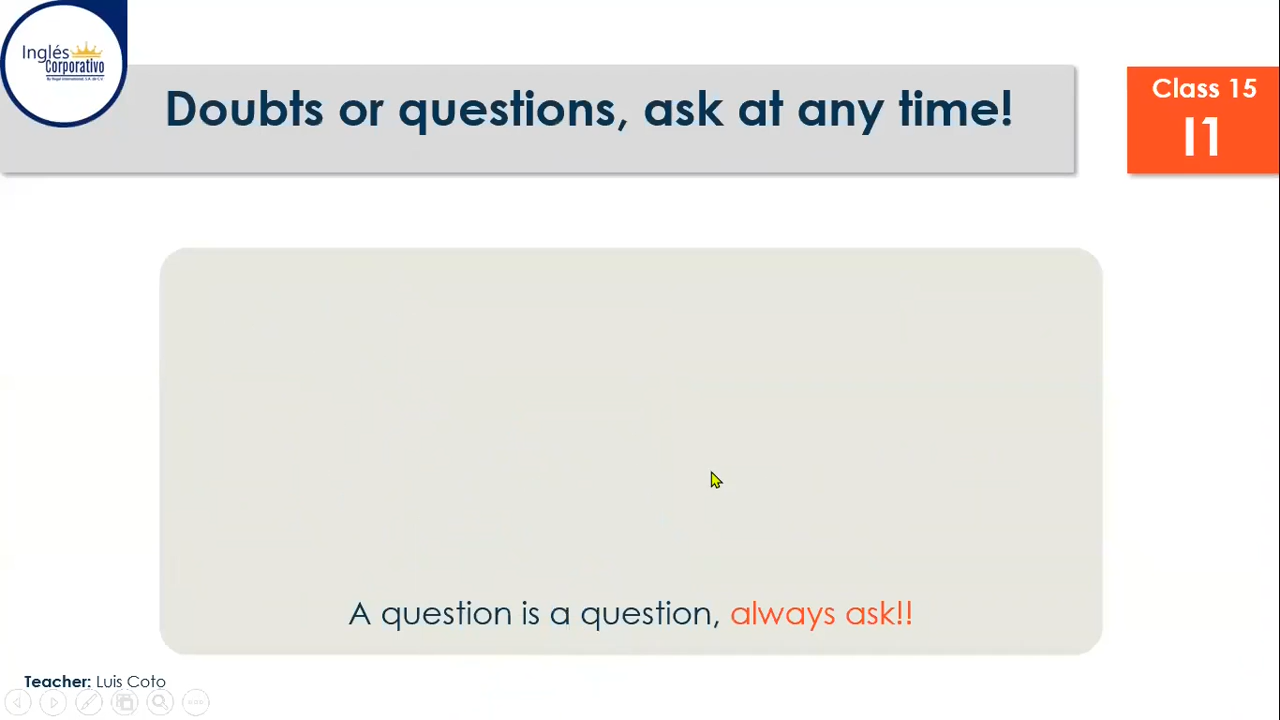 Inglés
Corporativo
Doubts or questions, ask at any time!
Class 15
I1
A question is a question, always ask!!
Teacher: Luis Coto